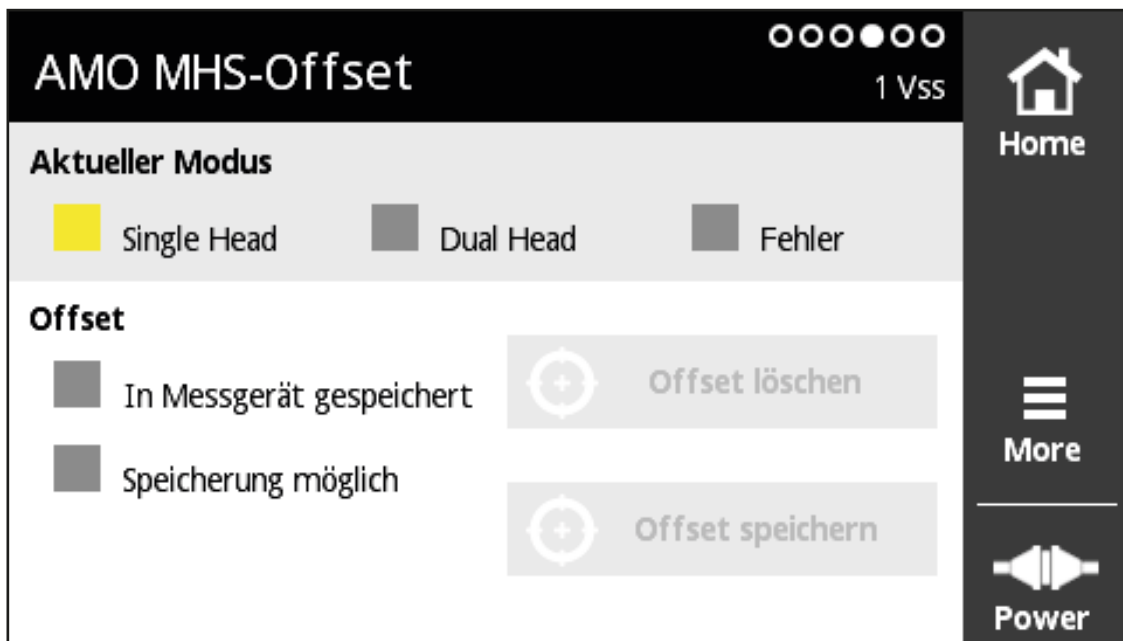 AMO MHS-Offset
1 Vss
Home
Aktueller Modus
Single Head
Dual Head
Fehler
Offset
In Messgerät gespeichert
Offset löschen
More
Speicherung möglich
Offset speichern
Power